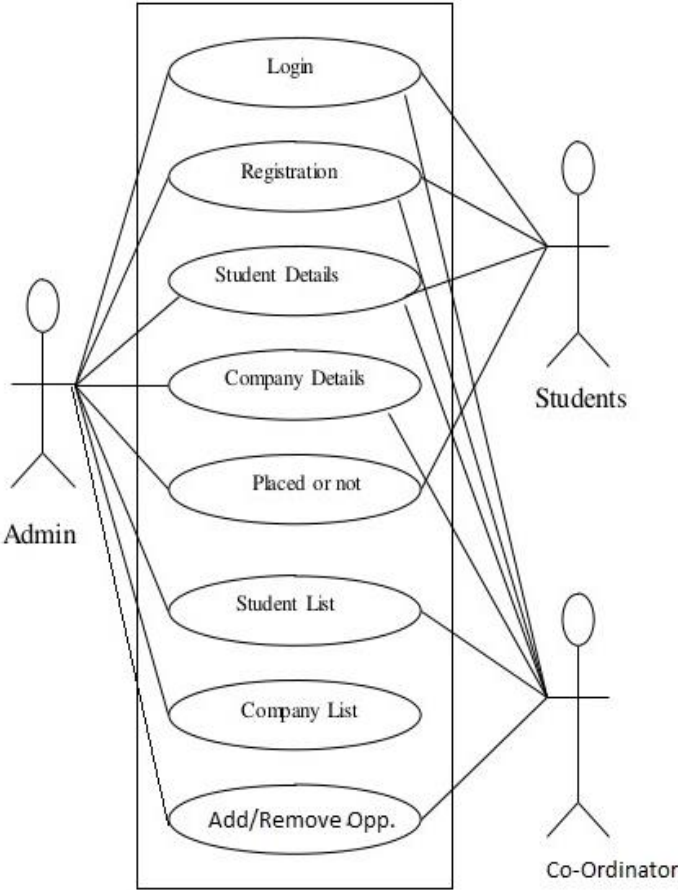 Login
Registration
Student Details
Company Details
Students
Placed or not
Admin
Student List
Company List
Add/Remove Opp.
Co-Ordinator